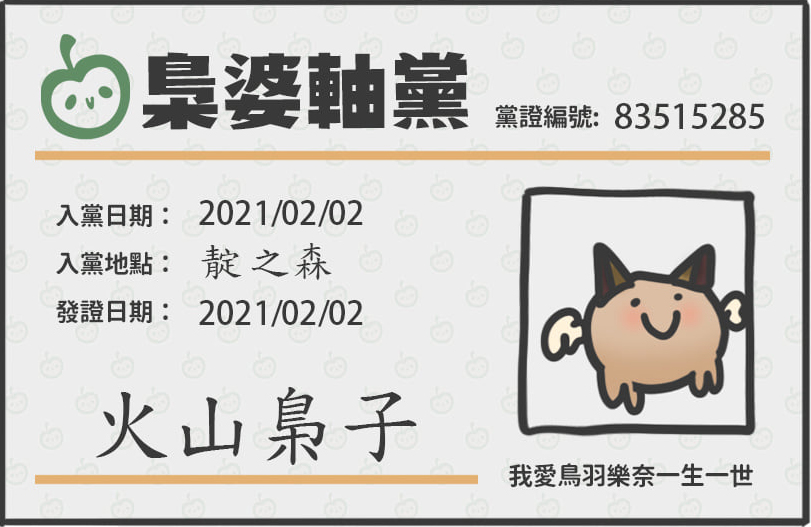 梟婆軸黨
黨證編號: 83515285
入黨日期： 2021/02/02
入黨地點： 靛之森
發證日期： 2021/02/02
火山梟子
我愛鳥羽樂奈一生一世